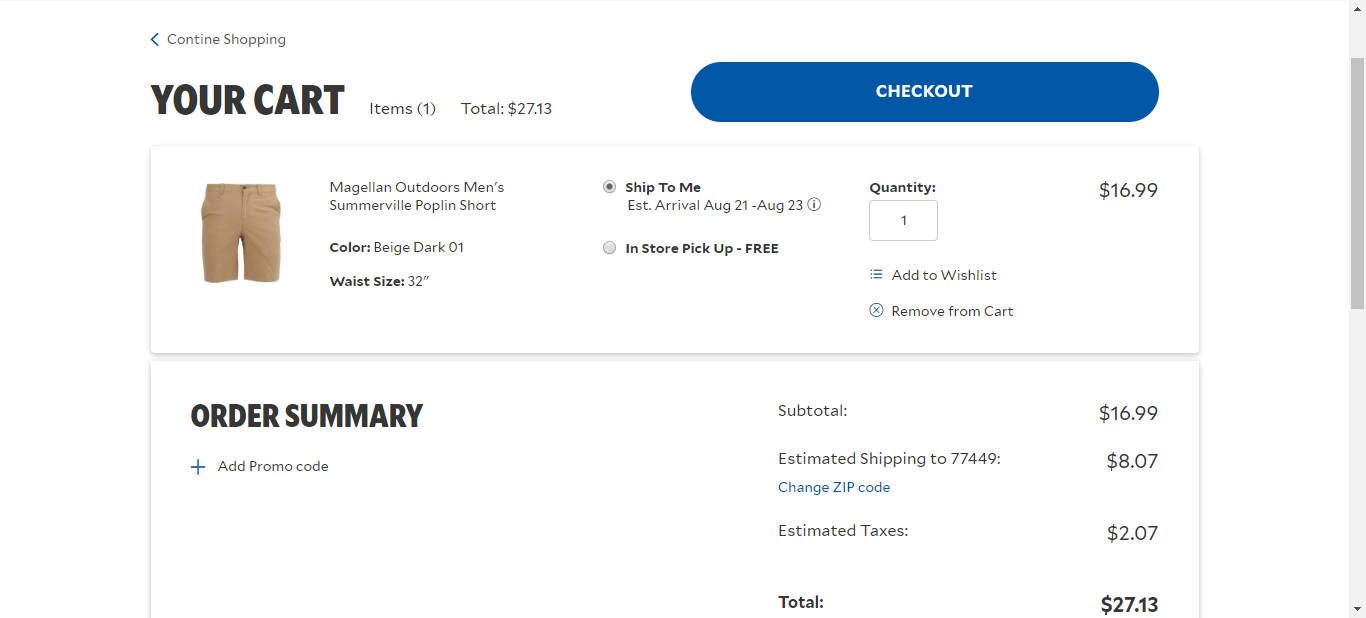 Contine Shopping
YOUR CART
Items (1)
Total: $27.13
CHECKOUT
Magellan Outdoors Men's
Summerville Poplin Short
Color: Beige Dark 01
Waist Size: 32”
Ship To Me
Est. Arrival Aug 21 -Aug 23
In Store Pick Up - FREE
Quantity:
1
Add to Wishlist
Remove from Cart
$16.99
ORDER SUMMARY
Add Promo code
Subtotal: $16.99
Estimated Shipping to 77449: $8.07
Change ZIP code
Estimated Taxes: $2.07
Total: $27.13